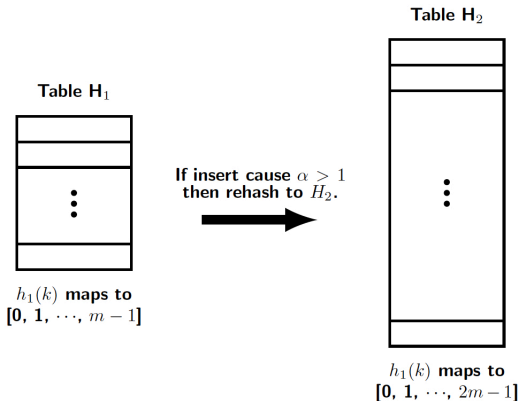 Table H₂
Table H₁
If insert cause α > 1
then rehash to H₂.
h₁(k) maps to
[0, 1, ⋯, m − 1]
h₁(k) maps to
[0, 1, ⋯, 2m − 1]